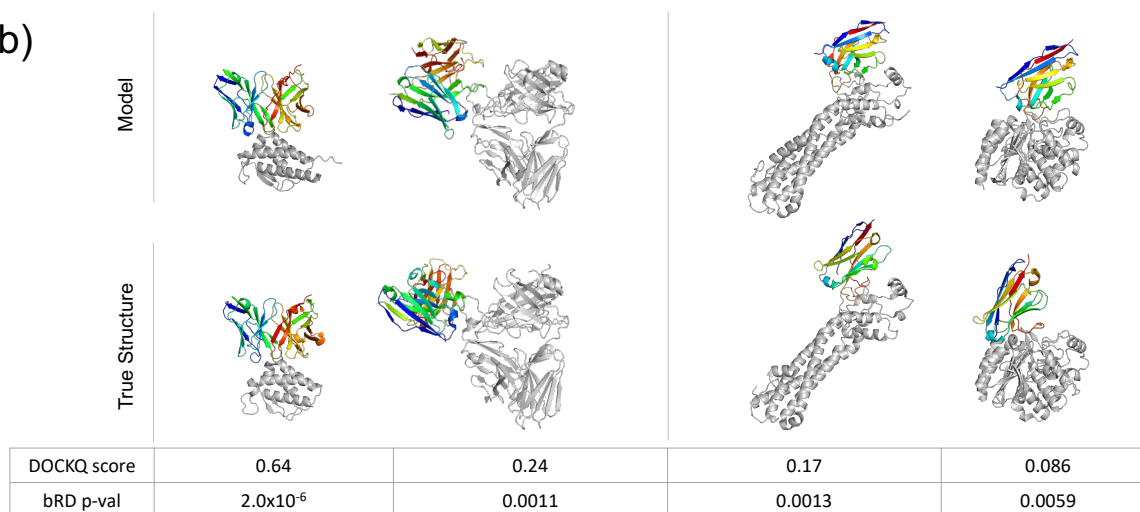 b)
Model
True Structure
DOCKQ score 0.64 0.24 0.17 0.086
bRD p-val 2.0x10⁻⁶ 0.0011 0.0013 0.0059